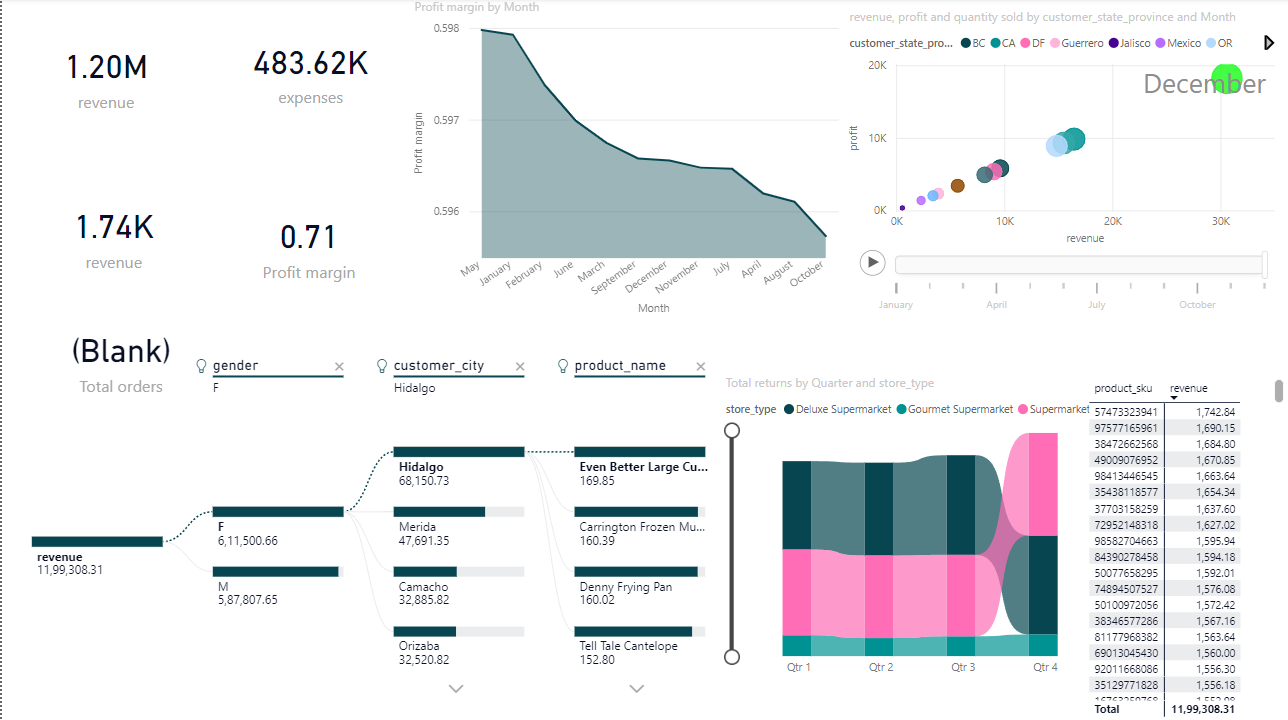 1.20M
revenue
483.62K
expenses
1.74K
revenue
0.71
Profit margin
Profit margin by Month
Profit margin
0.598
0.597
0.596
May
January
February
June
March
September
December
November
July
April
August
October
Month
revenue, profit and quantity sold by customer_state_province and Month
customer_state_pro... BC CA DF Guerrero Jalisco Mexico OR
December
profit
20K
10K
0K
0K 10K 20K 30K
revenue
January April July October
(Blank)
Total orders
gender
F
customer_city
Hidalgo
product_name
revenue
11,99,308.31
F
6,11,500.66
M
5,87,807.65
Hidalgo
68,150.73
Merida
47,691.35
Camacho
32,885.82
Orizaba
32,520.82
Even Better Large Cu...
169.85
Carrington Frozen Mu...
160.39
Denny Frying Pan
160.02
Tell Tale Cantelope
152.80
Total returns by Quarter and store_type
store_type Deluxe Supermarket Gourmet Supermarket Supermarket
Qtr 1 Qtr 2 Qtr 3 Qtr 4
product_sku revenue
57473323941 1,742.84
97577165961 1,690.15
38472662568 1,684.80
49009076952 1,670.85
98413446545 1,663.64
35438118577 1,654.34
37703158259 1,637.60
72952148318 1,627.02
98582704663 1,595.94
84390278458 1,594.18
50077658295 1,592.01
74894507527 1,576.08
50100972056 1,572.42
38346577286 1,567.16
81177968382 1,563.64
69013045430 1,560.00
92011668086 1,556.30
35129771828 1,556.18
Total 11,99,308.31